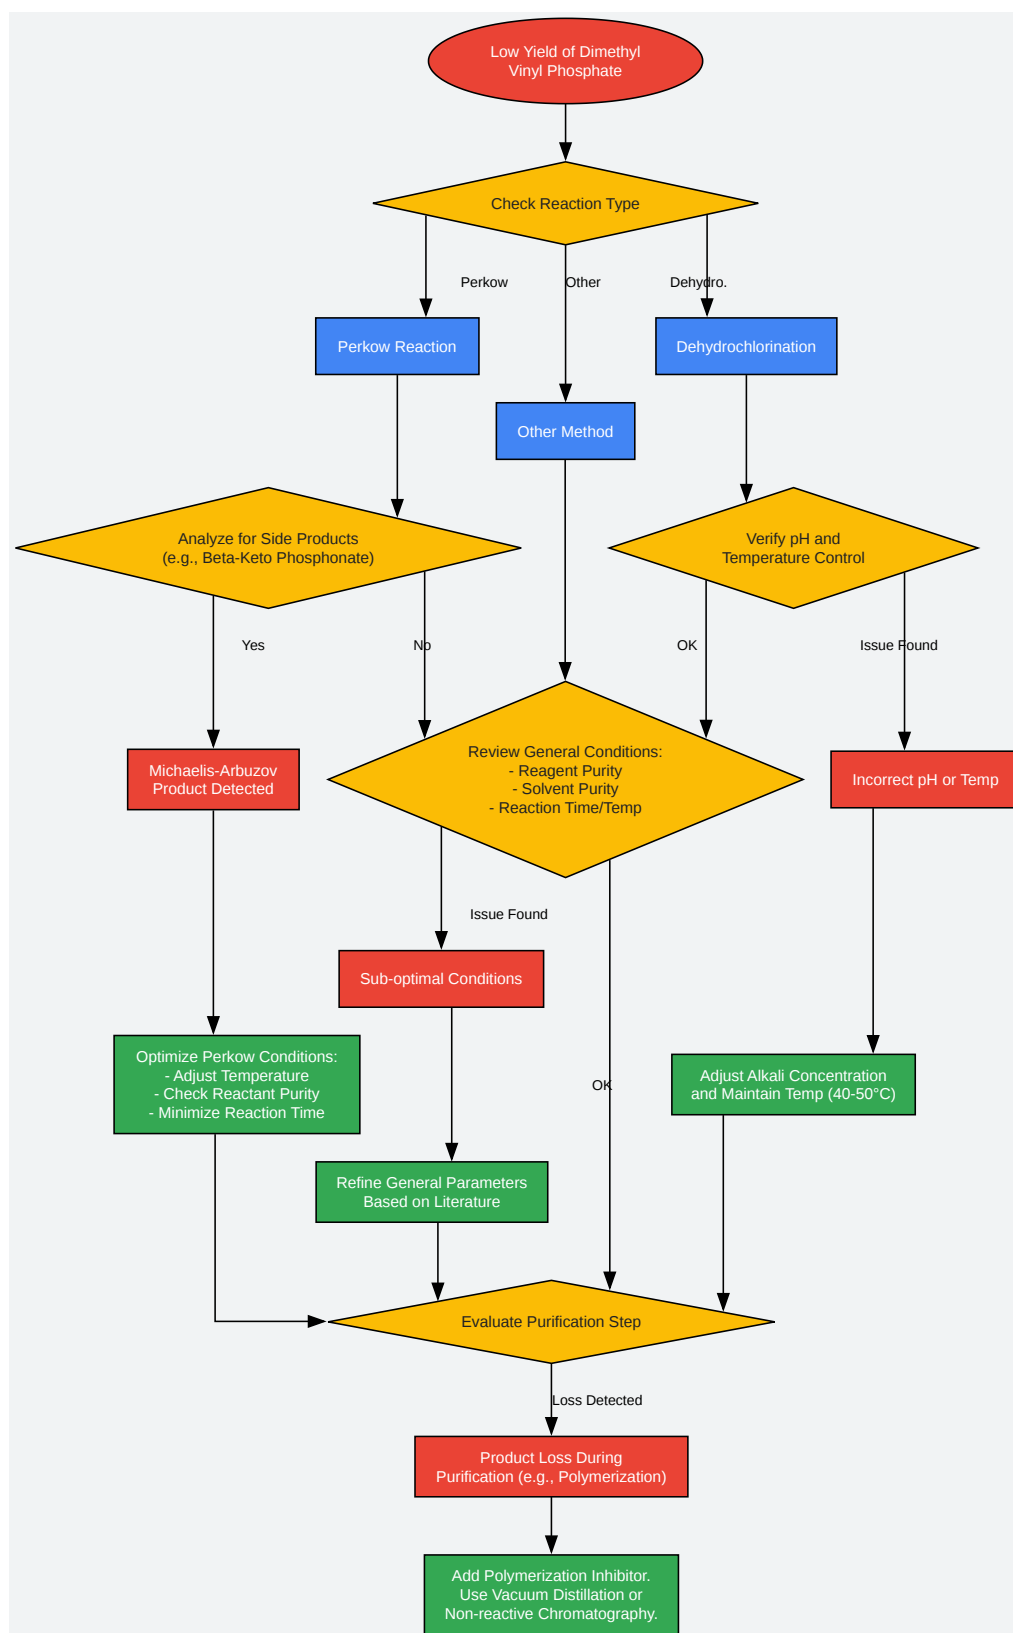 Low Yield of Dimethyl
Vinyl Phosphate
Check Reaction Type
Perkow
Other
Dehydro.
Perkow Reaction
Dehydrochlorination
Other Method
Analyze for Side Products
(e.g., Beta-Keto Phosphonate)
Verify pH and
Temperature Control
Yes
No
OK
Issue Found
Michaelis-Arbuzov
Product Detected
Review General Conditions:
- Reagent Purity
- Solvent Purity
- Reaction Time/Temp
Incorrect pH or Temp
Issue Found
Sub-optimal Conditions
Optimize Perkow Conditions:
- Adjust Temperature
- Check Reactant Purity
- Minimize Reaction Time
OK
Adjust Alkali Concentration
and Maintain Temp (40-50°C)
Refine General Parameters
Based on Literature
Evaluate Purification Step
Loss Detected
Product Loss During
Purification (e.g., Polymerization)
Add Polymerization Inhibitor.
Use Vacuum Distillation or
Non-reactive Chromatography.